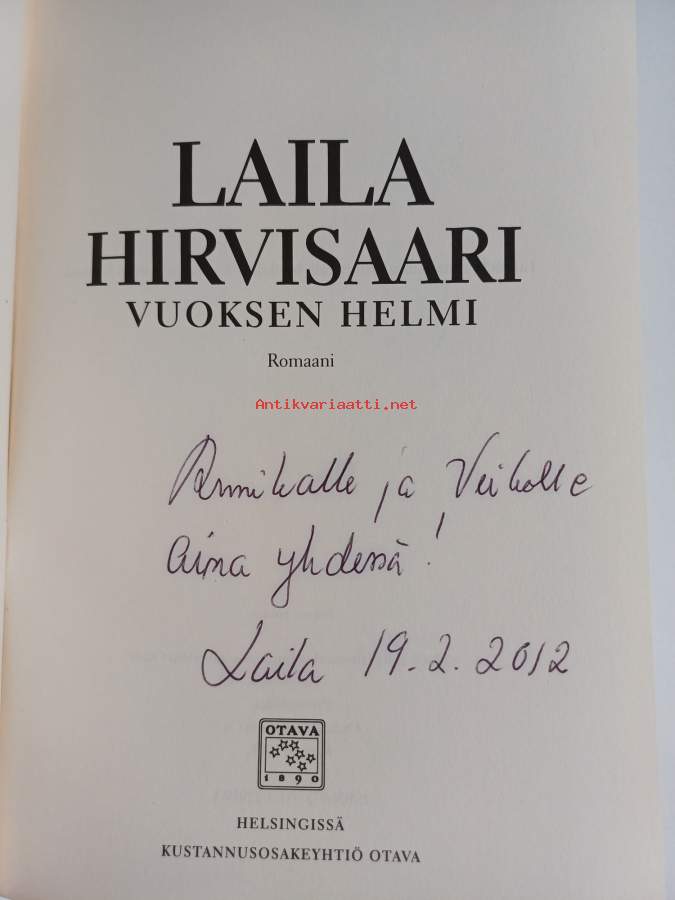 LAILA
HIRVISAARI
VUOKSEN HELMI
Romaani
Antikvariaatti.net
ja Veikolle
aina yhdessä!
Laila 19.2.2012
OTAVA
1890
HELSINGISSÄ
KUSTANNUSOSAKEYHTIÖ OTAVA